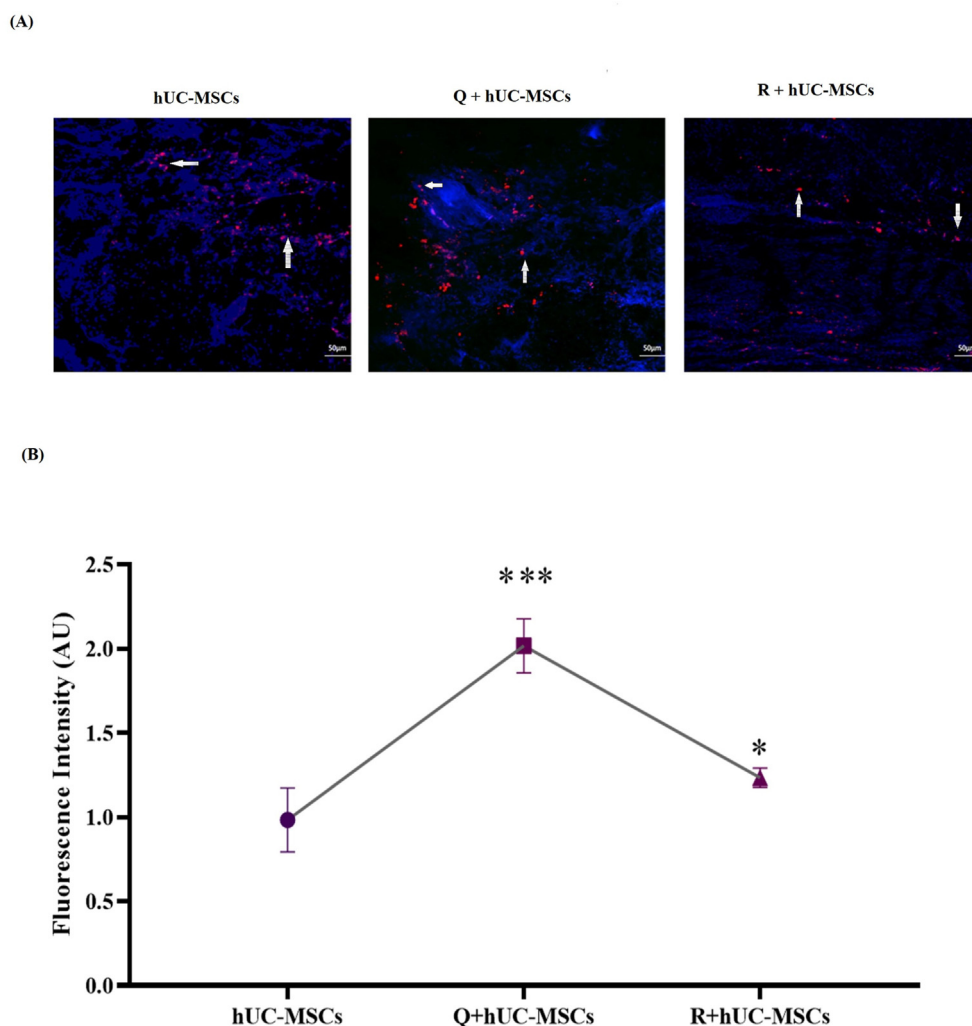 (A)
hUC-MSCs
Q + hUC-MSCs
R + hUC-MSCs
50μm
50μm
50μm
(B)
2.5
***
2.0
1.5
*
1.0
0.5
0.0
Fluorescence Intensity (AU)
hUC-MSCs
Q+hUC-MSCs
R+hUC-MSCs